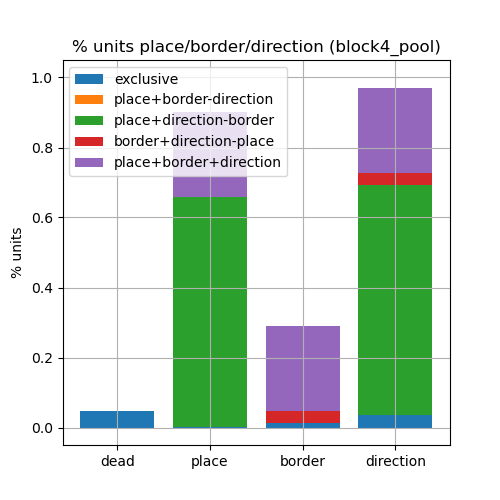 % units place/border/direction (block4_pool)
exclusive
place+border-direction
place+direction-border
border+direction-place
place+border+direction
% units
1.0
0.8
0.6
0.4
0.2
0.0
dead place border direction